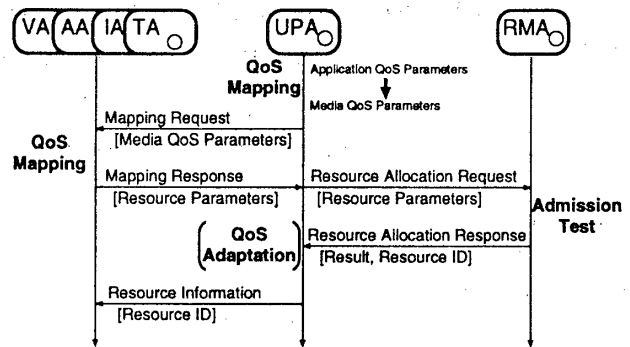 VA AA IA TA UPA RMA
QoS
Mapping
Application QoS Parameters
Media QoS Parameters
Mapping Request
[Media QoS Parameters]
QoS
Mapping
Mapping Response
[Resource Parameters]
Resource Allocation Request
[Resource Parameters]
Admission
Test
Resource Allocation Response
[Result, Resource ID]
(QoS
Adaptation)
Resource Information
[Resource ID]